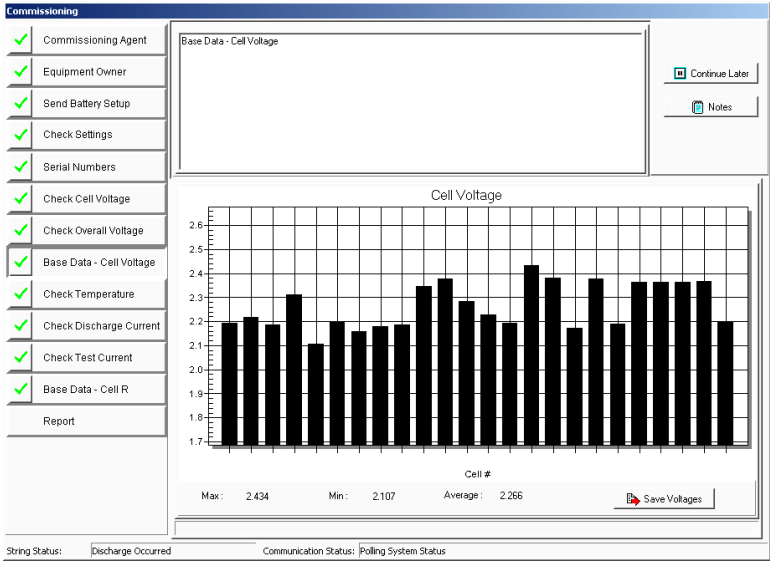 Commissioning
Commissioning Agent
Equipment Owner
Send Battery Setup
Check Settings
Serial Numbers
Check Cell Voltage
Check Overall Voltage
Base Data - Cell Voltage
Check Temperature
Check Discharge Current
Check Test Current
Base Data - Cell R
Report
Base Data - Cell Voltage
Continue Later
Notes
Cell Voltage
2.6
2.5
2.4
2.3
2.2
2.1
2.0
1.9
1.8
1.7
Cell #
Max : 2.434 Min : 2.107 Average : 2.266
Save Voltages
String Status: Discharge Occurred Communication Status: Polling System Status